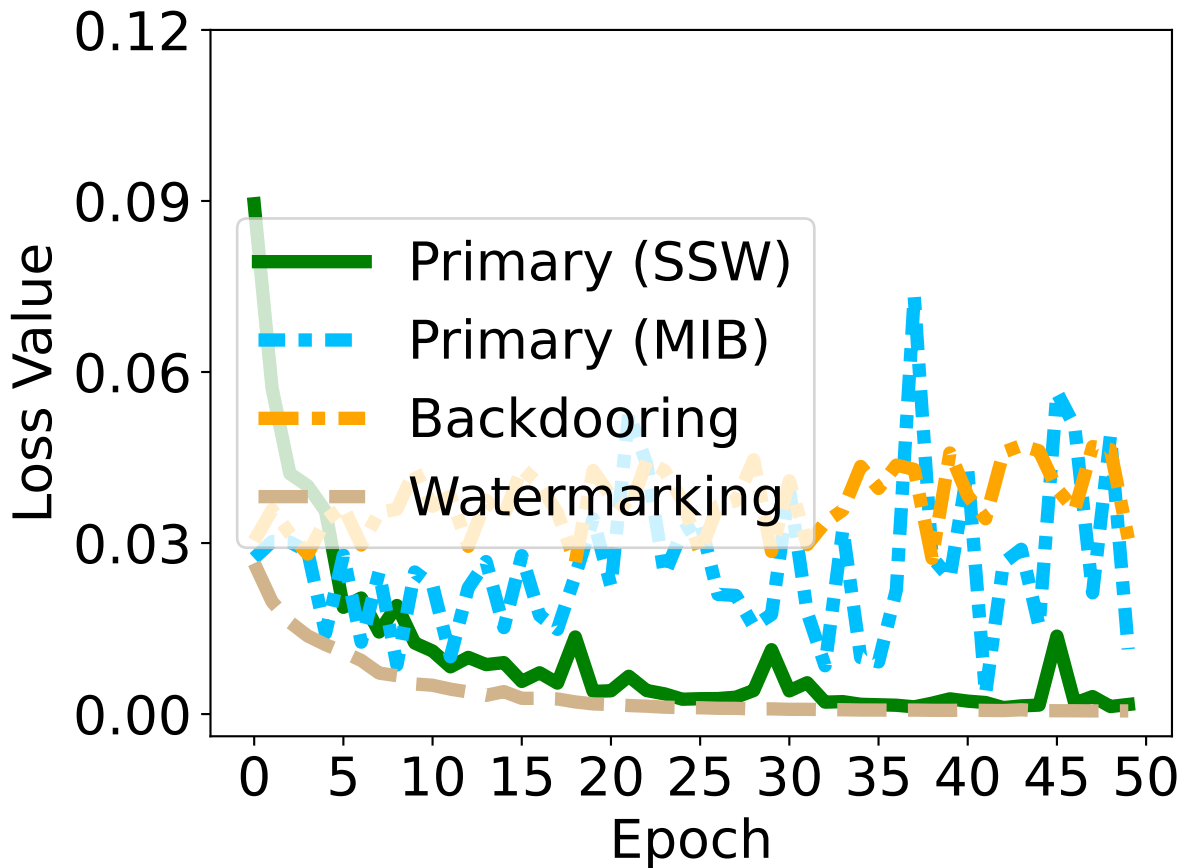 0.12
0.09
0.06
0.03
0.00
Loss Value
Primary (SSW)
Primary (MIB)
Backdooring
Watermarking
0 5 10 15 20 25 30 35 40 45 50
Epoch